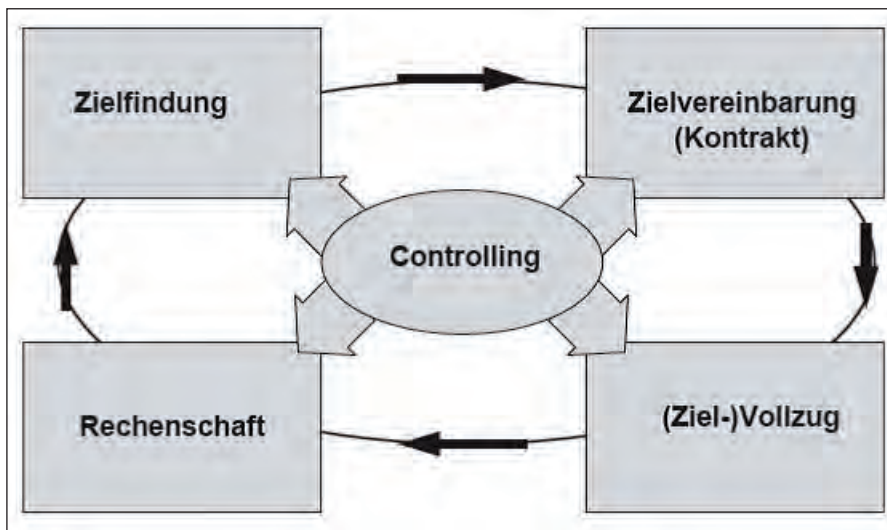 Zielfindung
Zielvereinbarung
(Kontrakt)
Controlling
Rechenschaft
(Ziel-)Vollzug